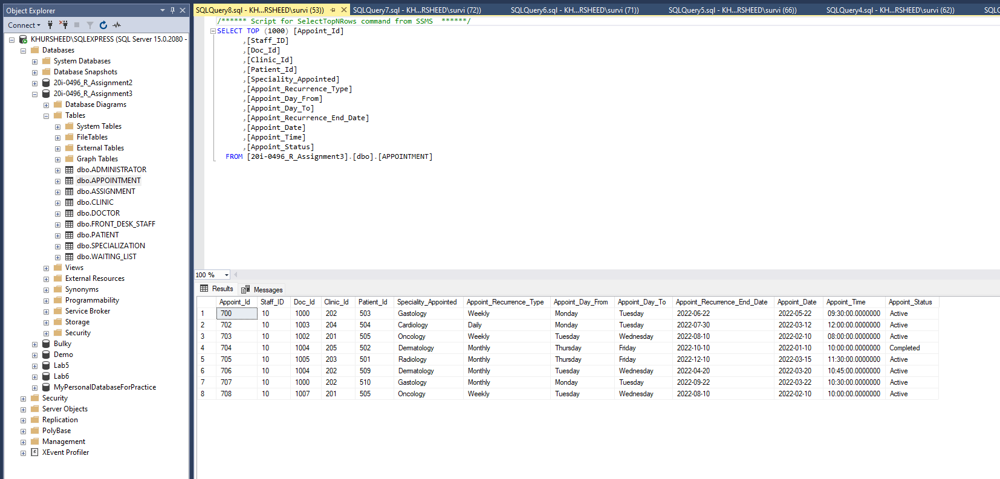 Object Explorer
Connect
KHURSHEED\SQLEXPRESS (SQL Server 15.0.2080 -
Databases
System Databases
Database Snapshots
20i-0496_R_Assignment2
20i-0496_R_Assignment3
Database Diagrams
Tables
System Tables
FileTables
External Tables
Graph Tables
dbo.ADMINISTRATOR
dbo.APPOINTMENT
dbo.ASSIGNMENT
dbo.CLINIC
dbo.DOCTOR
dbo.FRONT_DESK_STAFF
dbo.PATIENT
dbo.SPECIALIZATION
dbo.WAITING_LIST
Views
External Resources
Synonyms
Programmability
Service Broker
Storage
Security
Bulky
Demo
Lab5
Lab6
MyPersonalDatabaseForPractice
Security
Server Objects
Replication
PolyBase
Management
XEvent Profiler
SQLQuery8.sql - KH...RSHEED\survi (53)) SQLQuery7.sql - KH...RSHEED\survi (72)) SQLQuery6.sql - KH...RSHEED\survi (71)) SQLQuery5.sql - KH...RSHEED\survi (66)) SQLQuery4.sql - KH...RSHEED\survi (62)) SQLQ
/****** Script for SelectTopNRows command from SSMS  ******/
SELECT TOP (1000) [Appoint_Id]
,[Staff_ID]
,[Doc_Id]
,[Clinic_Id]
,[Patient_Id]
,[Speciality_Appointed]
,[Appoint_Recurrence_Type]
,[Appoint_Day_From]
,[Appoint_Day_To]
,[Appoint_Recurrence_End_Date]
,[Appoint_Date]
,[Appoint_Time]
,[Appoint_Status]
FROM [20i-0496_R_Assignment3].[dbo].[APPOINTMENT]
100 %
Results Messages
Appoint_Id Staff_ID Doc_Id Clinic_Id Patient_Id Speciality_Appointed Appoint_Recurrence_Type Appoint_Day_From Appoint_Day_To Appoint_Recurrence_End_Date Appoint_Date Appoint_Time Appoint_Status
1 700 10 1000 202 503 Gastology Weekly Monday Tuesday 2022-06-22 2022-05-22 09:30:00.0000000 Active
2 702 10 1003 204 504 Cardiology Daily Monday Tuesday 2022-07-30 2022-03-12 12:00:00.0000000 Active
3 703 10 1002 201 505 Oncology Weekly Tuesday Wednesday 2022-08-10 2022-02-10 08:00:00.0000000 Active
4 704 10 1004 205 502 Dermatology Monthly Thursday Friday 2022-10-10 2022-01-10 10:00:00.0000000 Completed
5 705 10 1005 203 501 Radiology Monthly Thursday Friday 2022-12-10 2022-03-15 11:30:00.0000000 Active
6 706 10 1004 202 509 Dermatology Monthly Tuesday Wednesday 2022-04-20 2022-03-20 10:45:00.0000000 Active
7 707 10 1000 202 510 Gastology Monthly Monday Tuesday 2022-09-22 2022-03-22 10:30:00.0000000 Active
8 708 10 1007 201 505 Oncology Weekly Tuesday Wednesday 2022-08-10 2022-02-10 10:00:00.0000000 Active